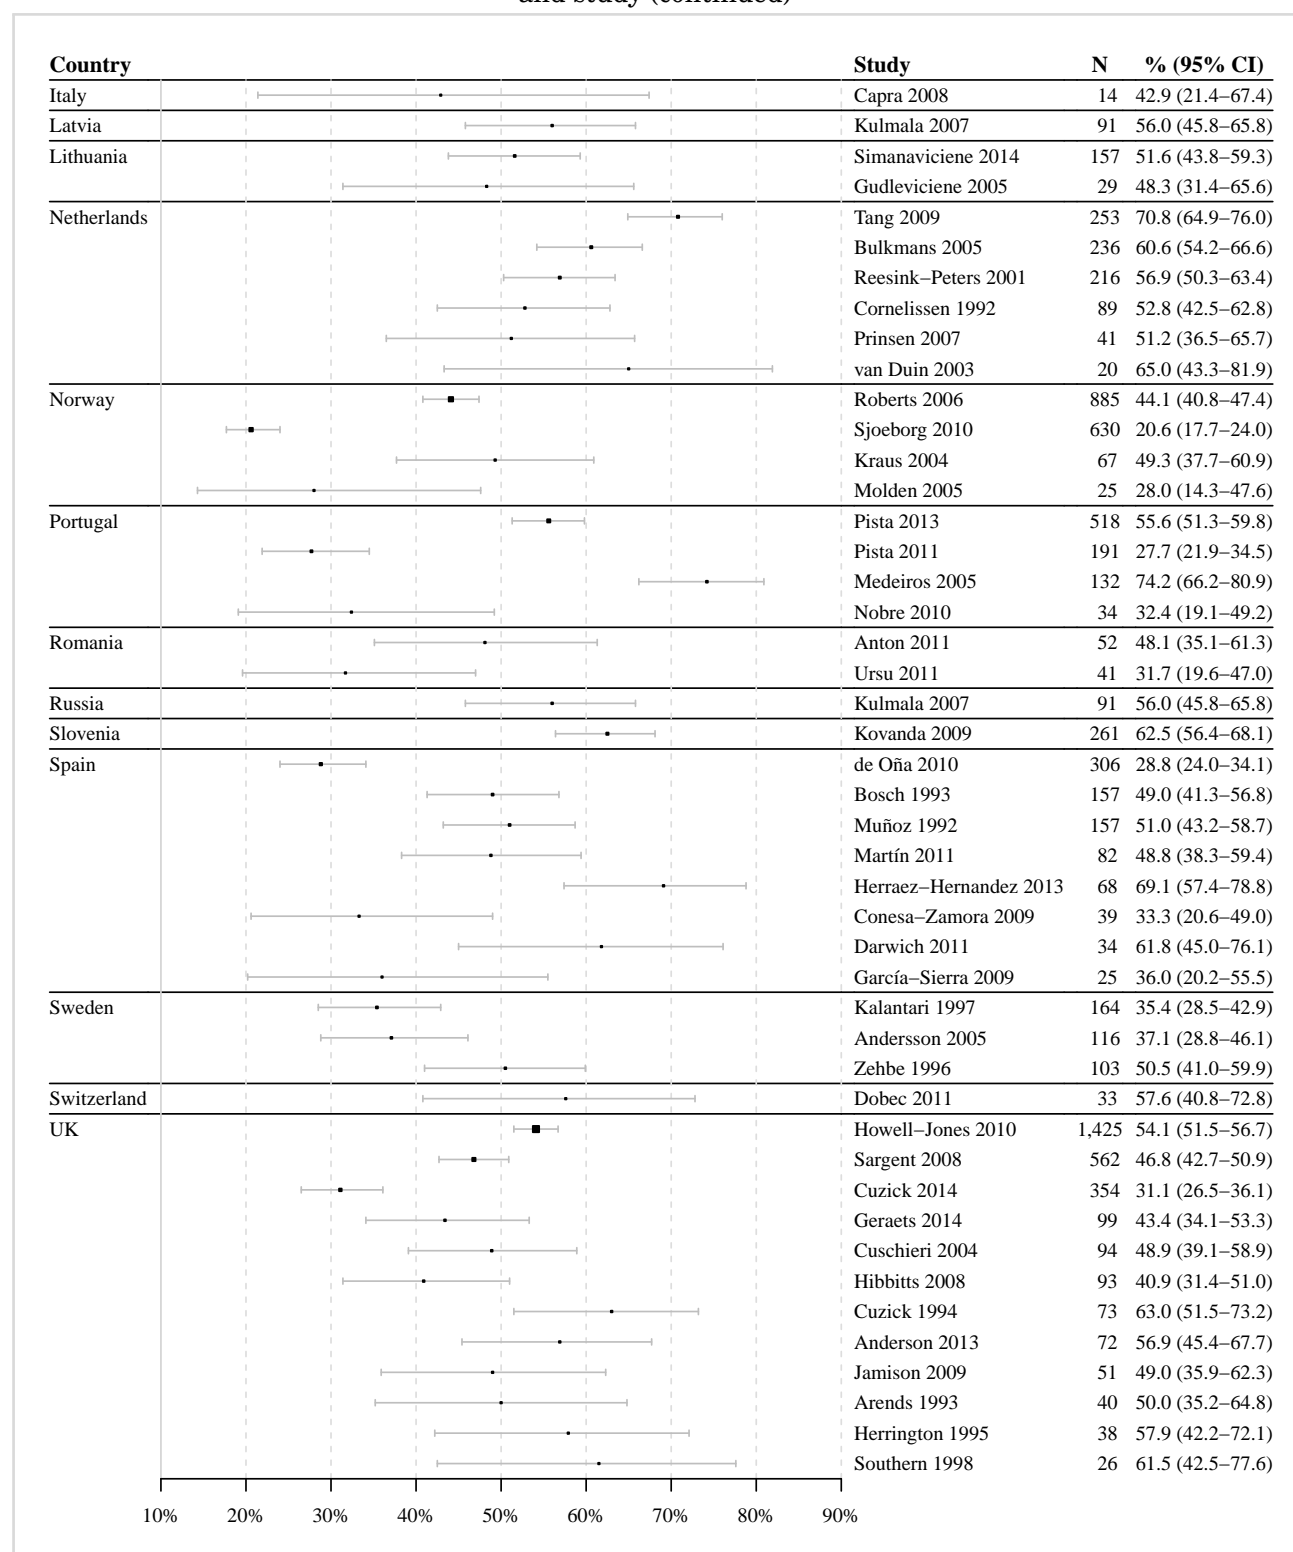 and study (continued)
Country Study N % (95% CI)
Italy Capra 2008 14 42.9 (21.4–67.4)
Latvia Kulmala 2007 91 56.0 (45.8–65.8)
Lithuania Simanaviciene 2014 157 51.6 (43.8–59.3)
Gudleviciene 2005 29 48.3 (31.4–65.6)
Netherlands Tang 2009 253 70.8 (64.9–76.0)
Bulkmans 2005 236 60.6 (54.2–66.6)
Reesink–Peters 2001 216 56.9 (50.3–63.4)
Cornelissen 1992 89 52.8 (42.5–62.8)
Prinsen 2007 41 51.2 (36.5–65.7)
van Duin 2003 20 65.0 (43.3–81.9)
Norway Roberts 2006 885 44.1 (40.8–47.4)
Sjoeborg 2010 630 20.6 (17.7–24.0)
Kraus 2004 67 49.3 (37.7–60.9)
Molden 2005 25 28.0 (14.3–47.6)
Portugal Pista 2013 518 55.6 (51.3–59.8)
Pista 2011 191 27.7 (21.9–34.5)
Medeiros 2005 132 74.2 (66.2–80.9)
Nobre 2010 34 32.4 (19.1–49.2)
Romania Anton 2011 52 48.1 (35.1–61.3)
Ursu 2011 41 31.7 (19.6–47.0)
Russia Kulmala 2007 91 56.0 (45.8–65.8)
Slovenia Kovanda 2009 261 62.5 (56.4–68.1)
Spain de Oña 2010 306 28.8 (24.0–34.1)
Bosch 1993 157 49.0 (41.3–56.8)
Muñoz 1992 157 51.0 (43.2–58.7)
Martín 2011 82 48.8 (38.3–59.4)
Herraez–Hernandez 2013 68 69.1 (57.4–78.8)
Conesa–Zamora 2009 39 33.3 (20.6–49.0)
Darwich 2011 34 61.8 (45.0–76.1)
García–Sierra 2009 25 36.0 (20.2–55.5)
Sweden Kalantari 1997 164 35.4 (28.5–42.9)
Andersson 2005 116 37.1 (28.8–46.1)
Zehbe 1996 103 50.5 (41.0–59.9)
Switzerland Dobec 2011 33 57.6 (40.8–72.8)
UK Howell–Jones 2010 1,425 54.1 (51.5–56.7)
Sargent 2008 562 46.8 (42.7–50.9)
Cuzick 2014 354 31.1 (26.5–36.1)
Geraets 2014 99 43.4 (34.1–53.3)
Cuschieri 2004 94 48.9 (39.1–58.9)
Hibbitts 2008 93 40.9 (31.4–51.0)
Cuzick 1994 73 63.0 (51.5–73.2)
Anderson 2013 72 56.9 (45.4–67.7)
Jamison 2009 51 49.0 (35.9–62.3)
Arends 1993 40 50.0 (35.2–64.8)
Herrington 1995 38 57.9 (42.2–72.1)
Southern 1998 26 61.5 (42.5–77.6)
10% 20% 30% 40% 50% 60% 70% 80% 90%